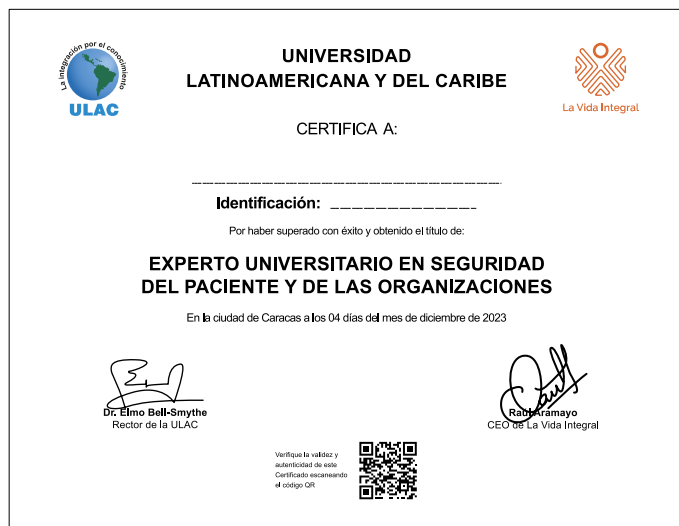 La integración por el conocimiento
ULAC
UNIVERSIDAD
LATINOAMERICANA Y DEL CARIBE
La Vida Integral
CERTIFICA A:
Identificación:
Por haber superado con éxito y obtenido el título de:
EXPERTO UNIVERSITARIO EN SEGURIDAD
DEL PACIENTE Y DE LAS ORGANIZACIONES
En la ciudad de Caracas a los 04 días del mes de diciembre de 2023
Dr. Elmo Bell-Smythe
Rector de la ULAC
Raúl Aramayo
CEO de La Vida Integral
Verifique la validez y
autenticidad de este
Certificado escaneando
el código QR